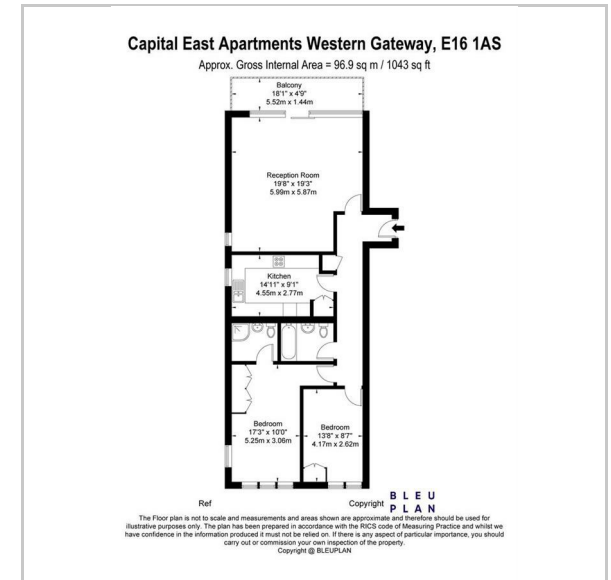 Capital East Apartments Western Gateway, E16 1AS
Approx. Gross Internal Area = 96.9 sq m / 1043 sq ft
Balcony
18'1" x 4'9"
5.52m x 1.44m
Reception Room
19'8" x 19'3"
5.99m x 5.87m
Kitchen
14'11" x 9'1"
4.55m x 2.77m
Bedroom
17'3" x 10'0"
5.25m x 3.06m
Bedroom
13'8" x 8'7"
4.17m x 2.62m
Ref
Copyright
BLEU
PLAN
The Floor plan is not to scale and measurements and areas shown are approximate and therefore should be used for
illustrative purposes only. The plan has been prepared in accordance with the RICS code of Measuring Practice and whilst we
have confidence in the information produced it must not be relied on. If there is any aspect of particular importance, you should
carry out or commission your own inspection of the property.
Copyright @ BLEUPLAN